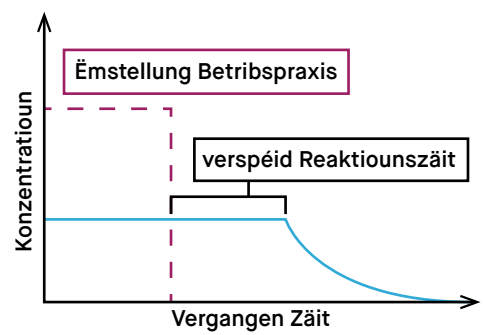 Ëmstellung Betribspraxis
verspéid Reaktiounszäit
Konzentratioun
Vergangen Zäit